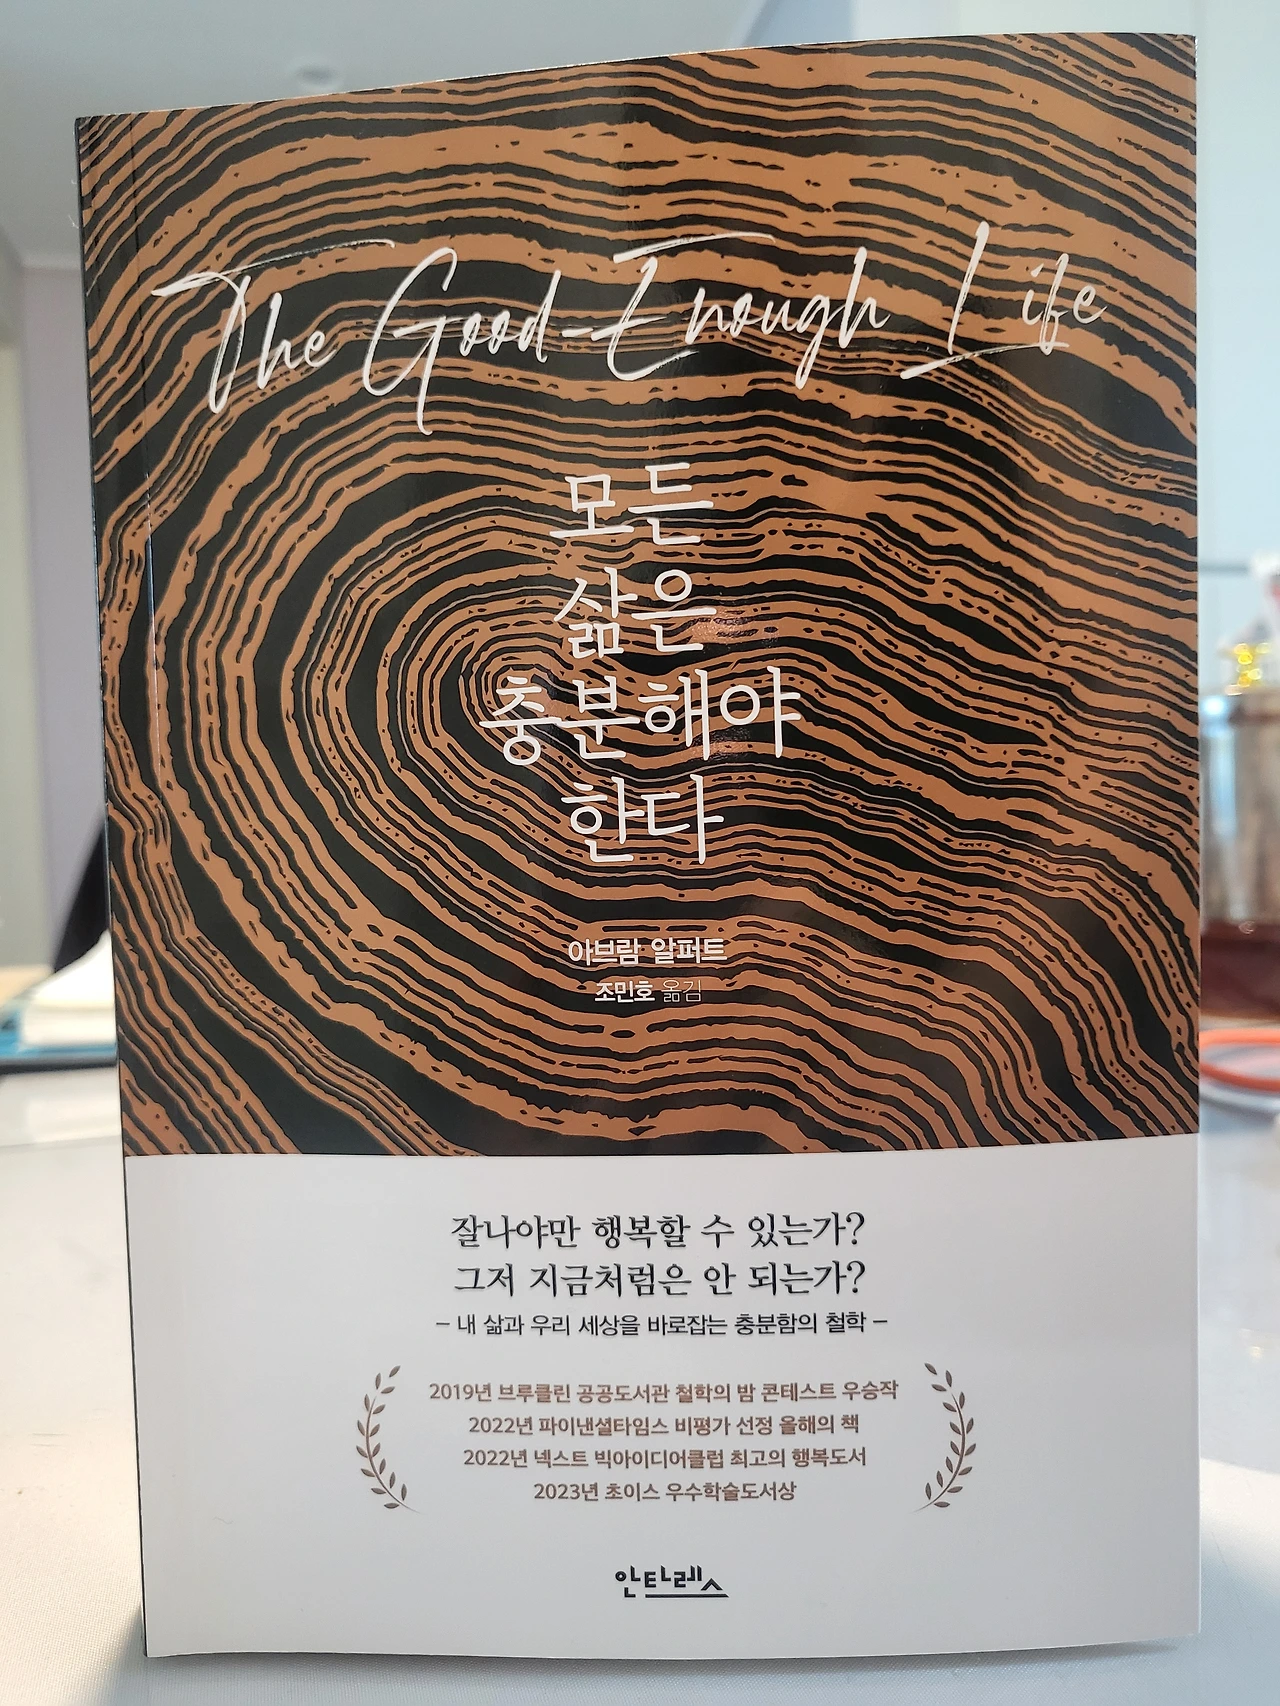 The Good-Enough Life
모든
삶은
충분해야
한다
아브람 알퍼트
조민호 옮김
잘나야만 행복할 수 있는가?
그저 지금처럼은 안 되는가?
– 내 삶과 우리 세상을 바로잡는 충분함의 철학 –
2019년 브루클린 공공도서관 철학의 밤 콘테스트 우승작
2022년 파이낸셜타임스 비평가 선정 올해의 책
2022년 넥스트 빅아이디어클럽 최고의 행복도서
2023년 초이스 우수학술도서상
안타레스